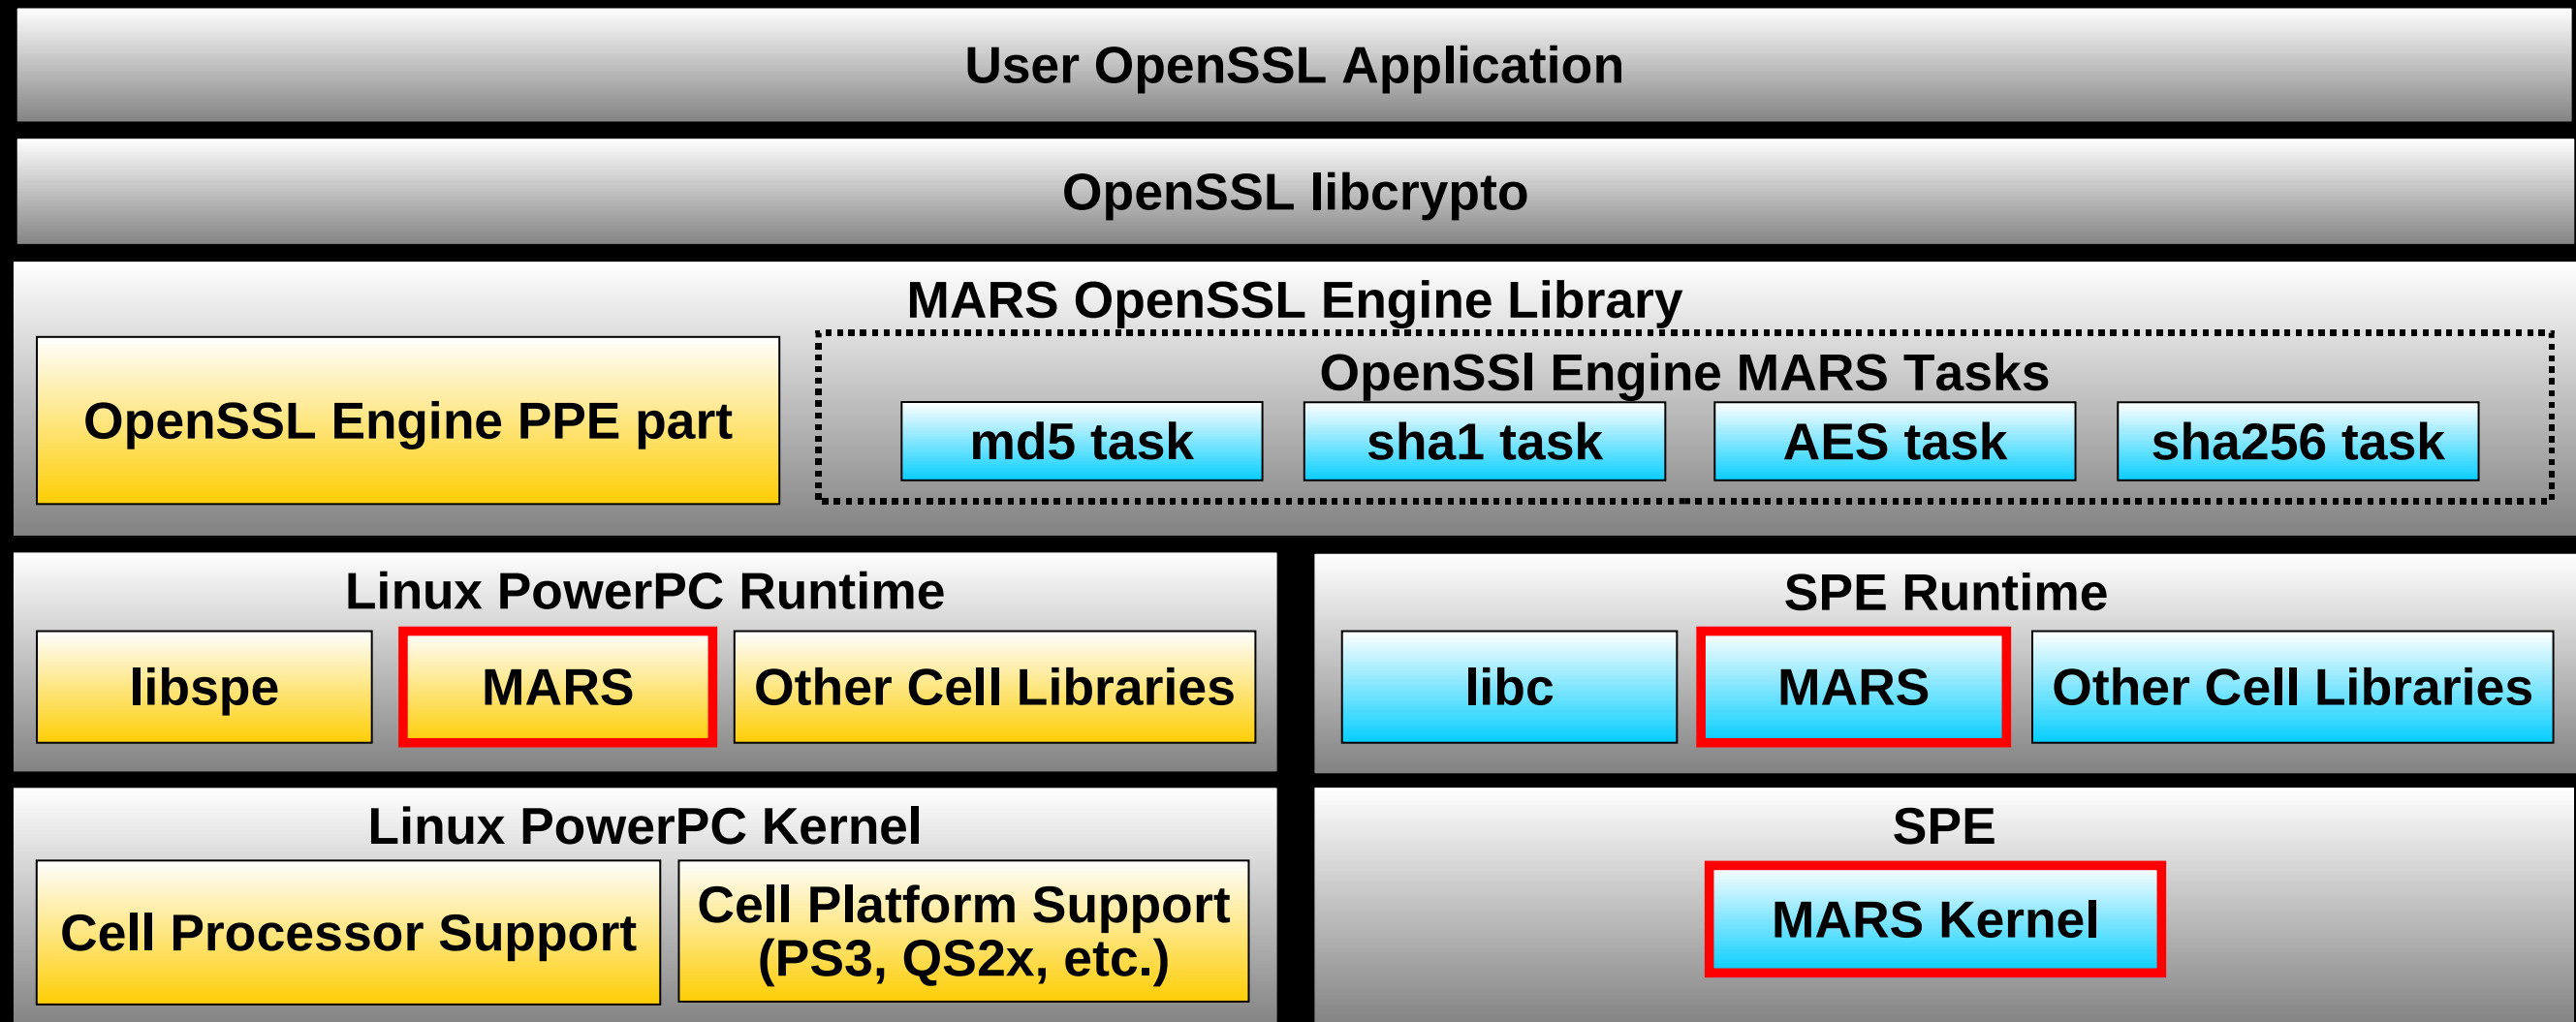 User OpenSSL Application
OpenSSL libcrypto
MARS OpenSSL Engine Library
OpenSSL Engine PPE part
OpenSSl Engine MARS Tasks
md5 task
sha1 task
AES task
sha256 task
Linux PowerPC Runtime
libspe
MARS
Other Cell Libraries
SPE Runtime
libc
MARS
Other Cell Libraries
Linux PowerPC Kernel
Cell Processor Support
Cell Platform Support
(PS3, QS2x, etc.)
SPE
MARS Kernel